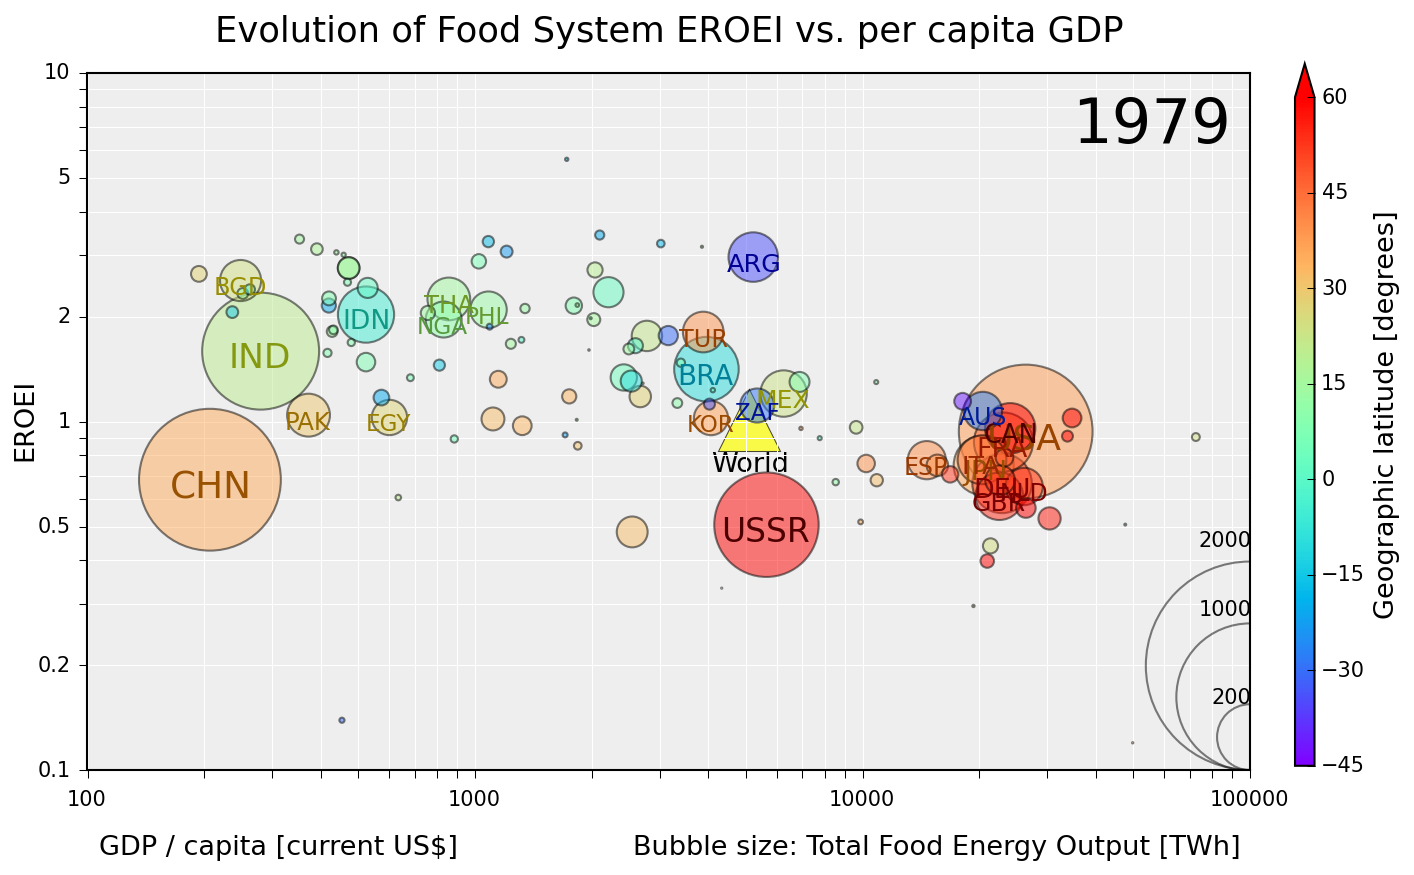 Evolution of Food System EROEI vs. per capita GDP
1979
10
5
2
1
0.5
0.2
0.1
EROEI
100
1000
10000
100000
GDP / capita [current US$]
Bubble size: Total Food Energy Output [TWh]
BGD
IND
IDN
PAK
EGY
CHN
THA
NGA
PHL
ARG
TUR
BRA
MEX
ZAF
KOR
World
USSR
AUS
CAN
ESP
ITA
DEU
GBR
2000
1000
200
60
45
30
15
0
−15
−30
−45
Geographic latitude [degrees]